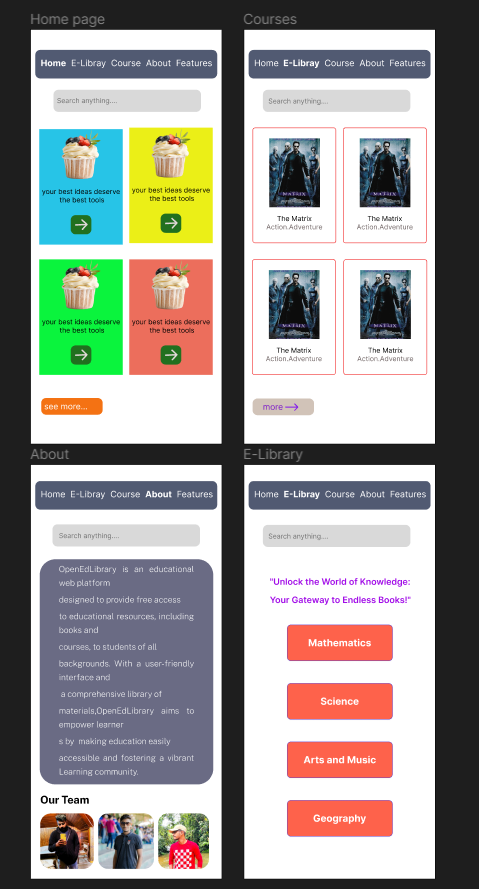 Home page
Home E-Libray Course About Features
Search anything....
your best ideas deserve
the best tools
your best ideas deserve
the best tools
your best ideas deserve
the best tools
your best ideas deserve
the best tools
see more...
Courses
Home E-Libray Course About Features
Search anything....
MATRIX
The Matrix
Action.Adventure
MATRIX
The Matrix
Action.Adventure
MATRIX
The Matrix
Action.Adventure
MATRIX
The Matrix
Action.Adventure
more
About
Home E-Libray Course About Features
Search anything....
OpenEdLibrary is an educational
web platform
designed to provide free access
to educational resources, including
books and
courses, to students of all
backgrounds. With a user-friendly
interface and
a comprehensive library of
materials,OpenEdLibrary aims to
empower learner
s by making education easily
accessible and fostering a vibrant
Learning community.
Our Team
E-Library
Home E-Libray Course About Features
Search anything....
"Unlock the World of Knowledge:
Your Gateway to Endless Books!"
Mathematics
Science
Arts and Music
Geography